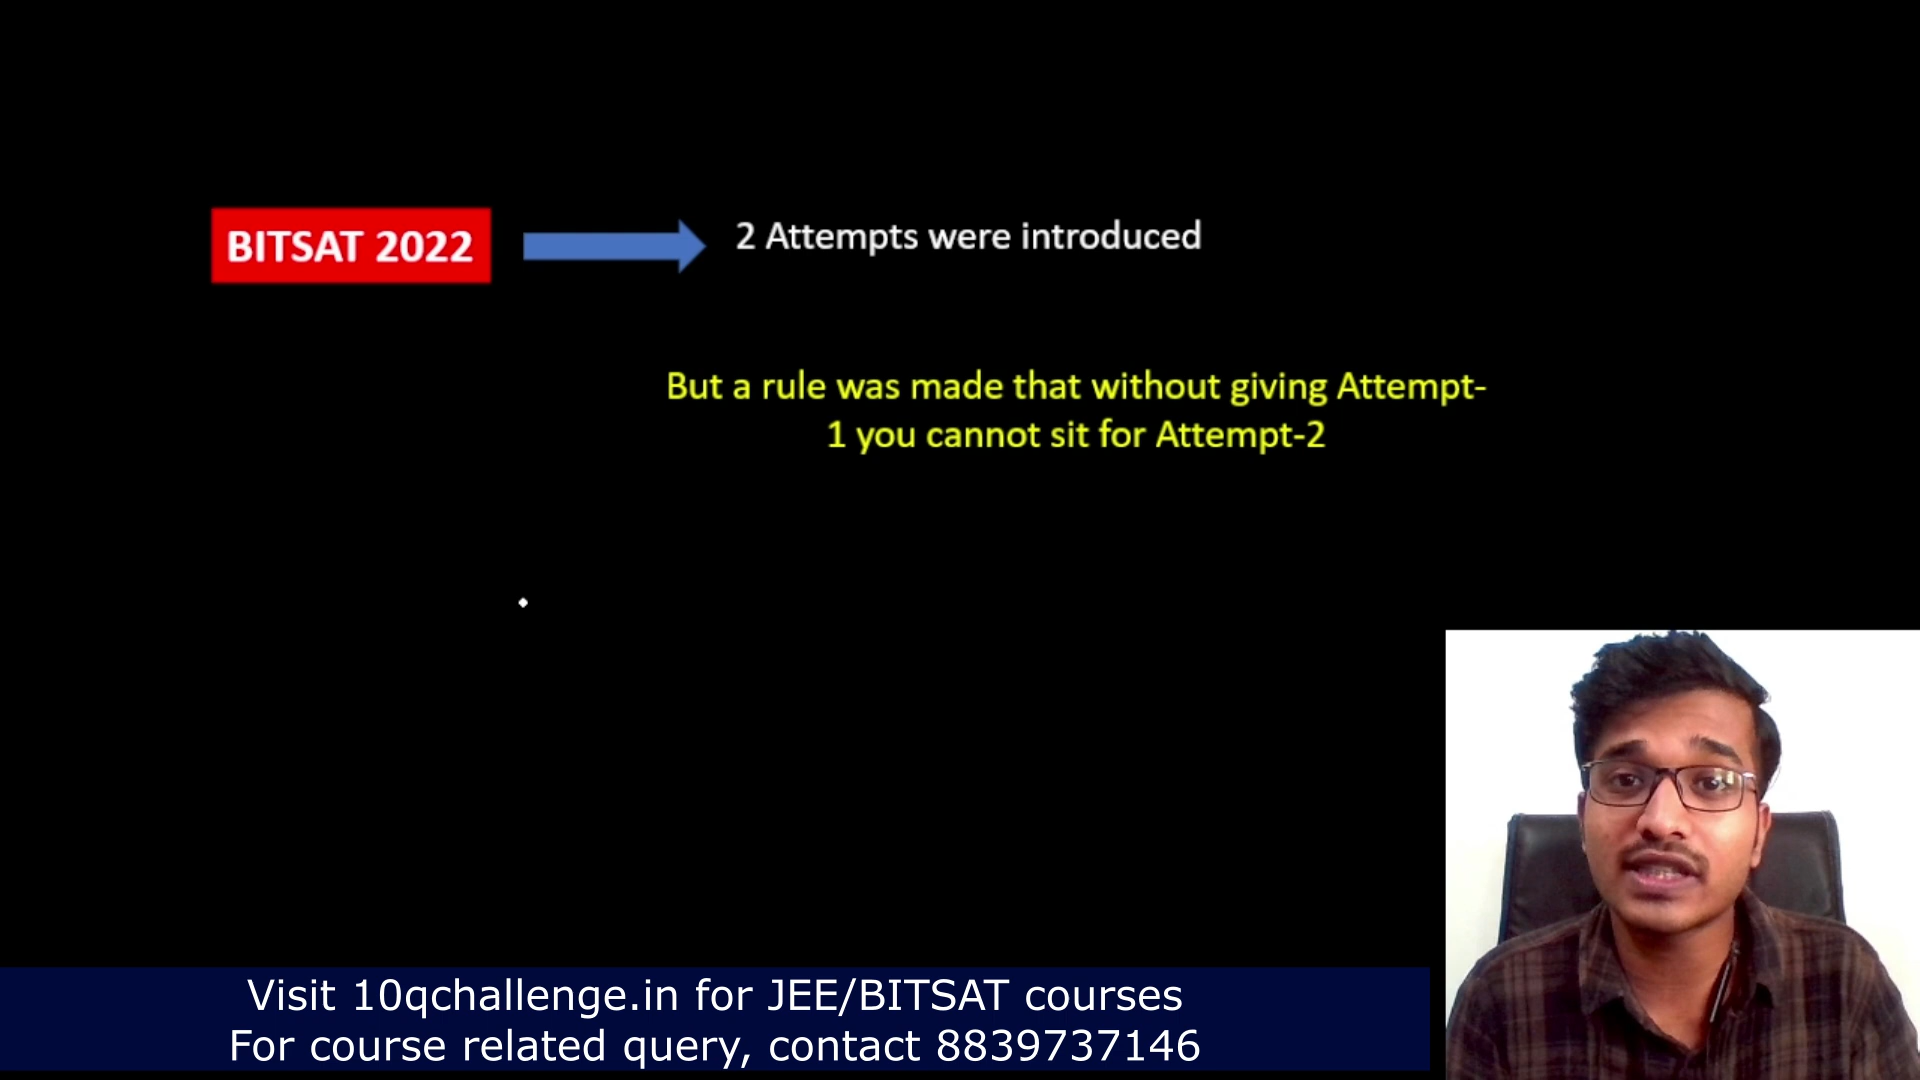 BITSAT 2022
2 Attempts were introduced
But a rule was made that without giving Attempt-
1 you cannot sit for Attempt-2
Visit 10qchallenge.in for JEE/BITSAT courses
For course related query, contact 8839737146